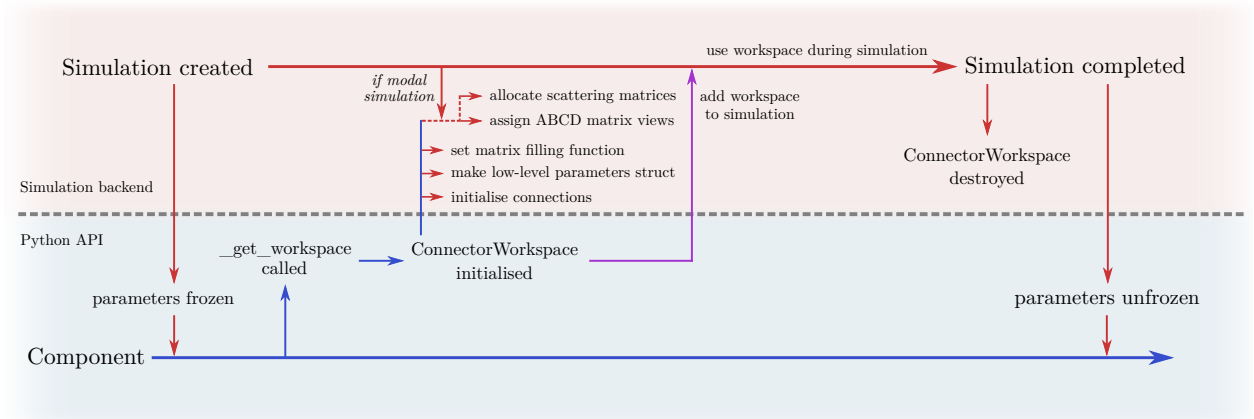 use workspace during simulation
Simulation created
Simulation completed
if modal
simulation
allocate scattering matrices
add workspace
to simulation
assign ABCD matrix views
set matrix filling function
ConnectorWorkspace
destroyed
make low-level parameters struct
Simulation backend
initialise connections
Python API
_get_workspace
called
ConnectorWorkspace
initialised
parameters frozen
parameters unfrozen
Component